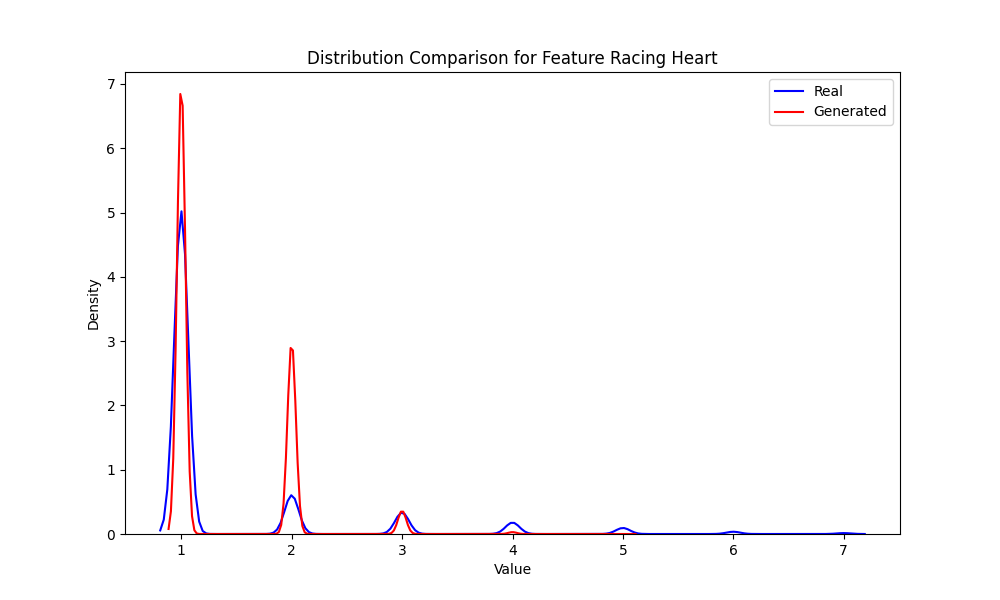 Distribution Comparison for Feature Racing Heart
Real
Generated
Density
7
6
5
4
3
2
1
0
1 2 3 4 5 6 7
Value